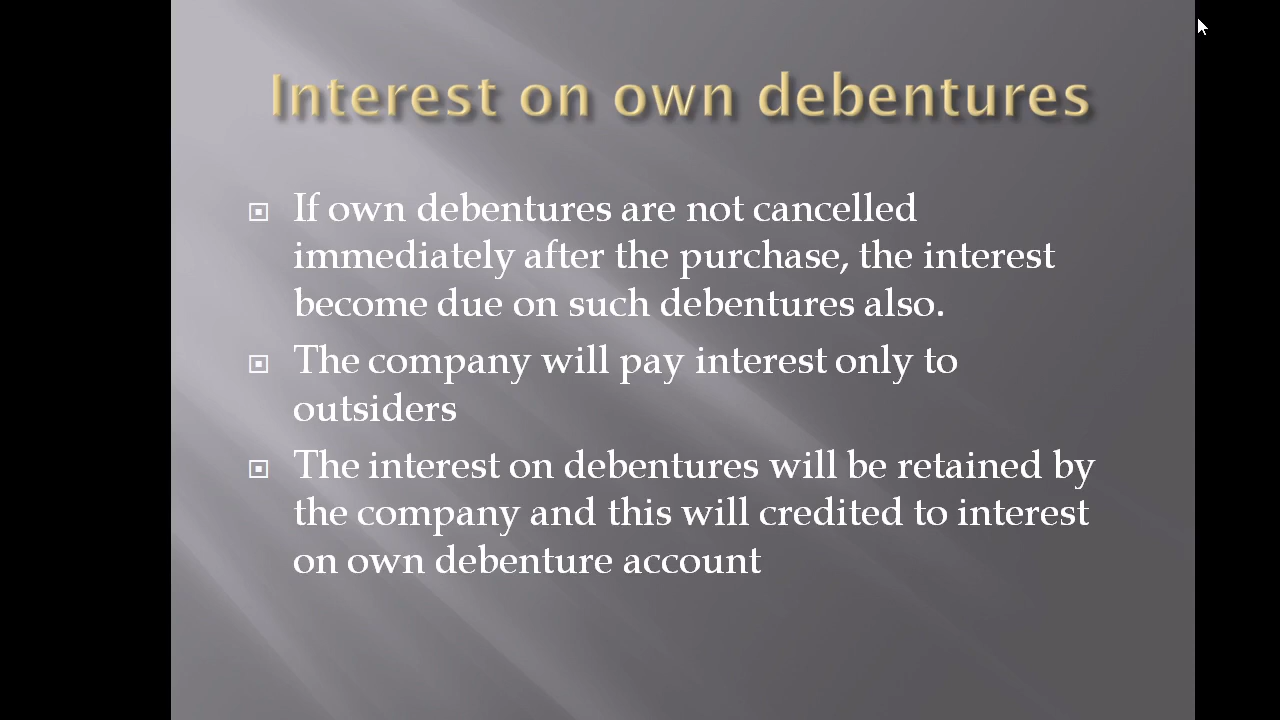 Interest on own debentures
If own debentures are not cancelled
immediately after the purchase, the interest
become due on such debentures also.
The company will pay interest only to
outsiders
The interest on debentures will be retained by
the company and this will credited to interest
on own debenture account